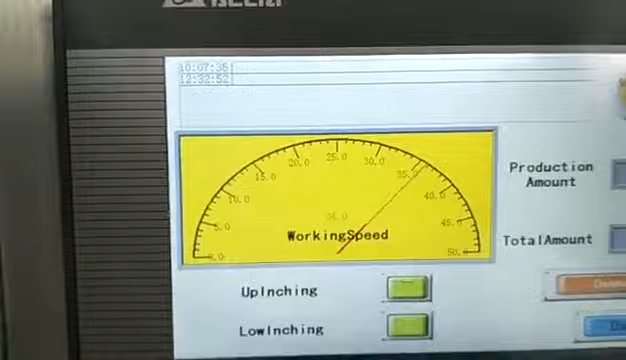 10:07:35
12:32:52
0.0
5.0
10.0
15.0
20.0
25.0
30.0
35.0
40.0
45.0
50.0
36.0
WorkingSpeed
Production
Amount
TotalAmount
UpInching
LowInching